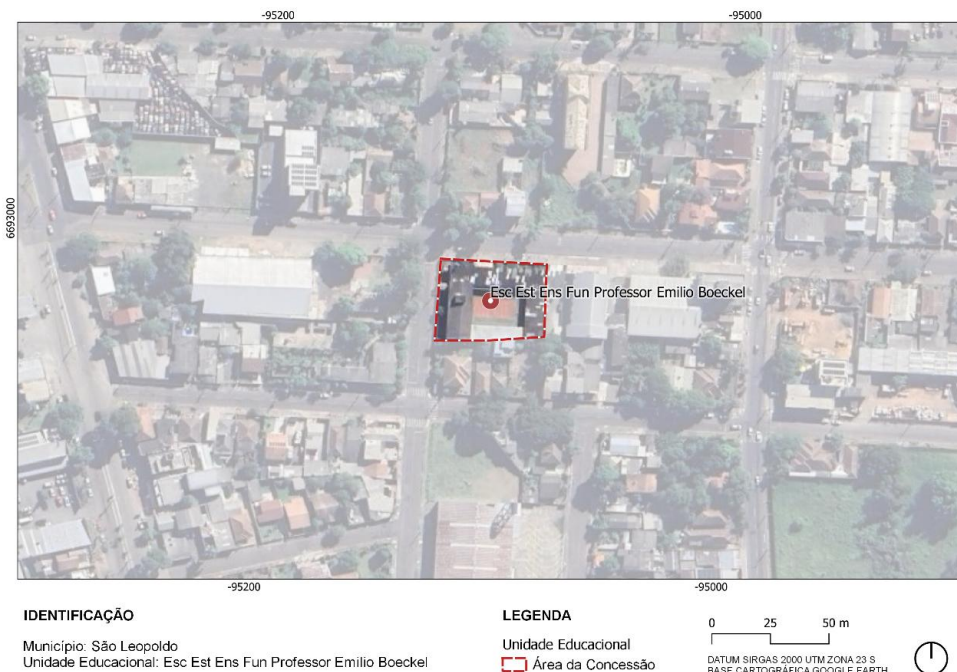 -95200 -95000
6693000
Esc Est Ens Fun Professor Emilio Boeckel
-95200 -95000
IDENTIFICAÇÃO
Município: São Leopoldo
Unidade Educacional: Esc Est Ens Fun Professor Emilio Boeckel
LEGENDA
Unidade Educacional
Área da Concessão
0 25 50 m
DATUM SIRGAS 2000 UTM ZONA 23 S
BASE CARTOGRÁFICA GOOGLE EARTH